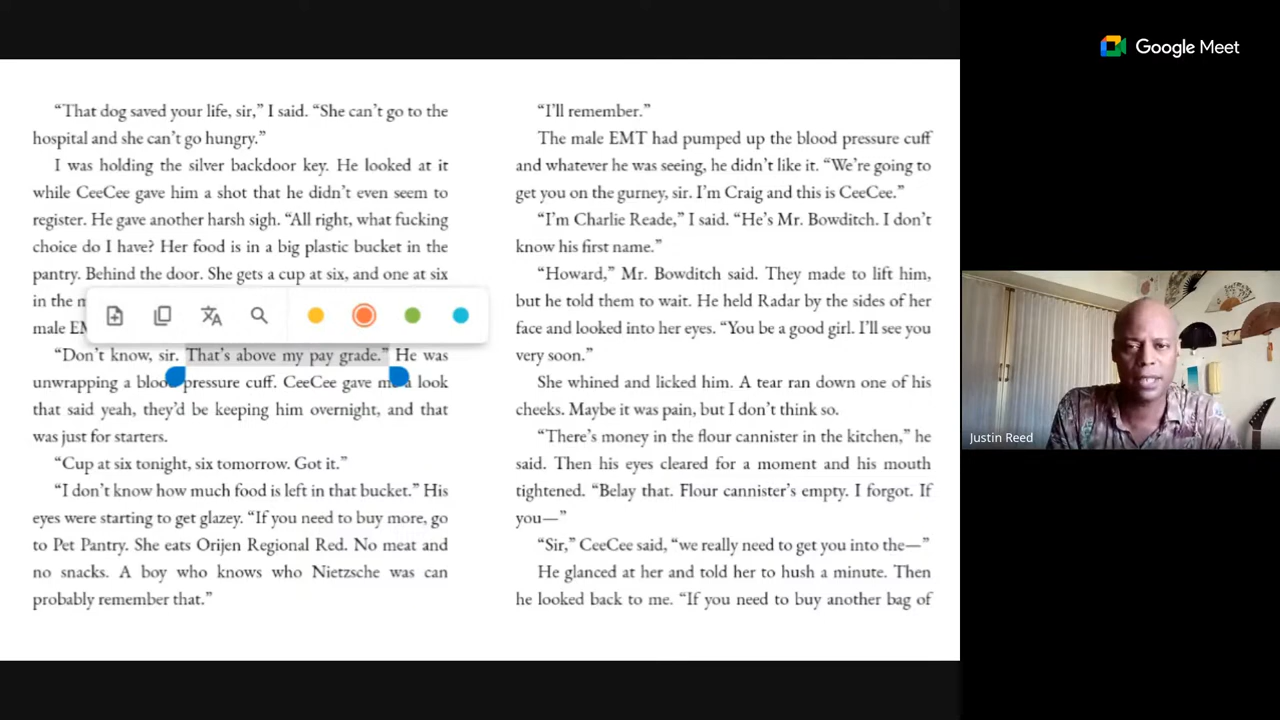 “That dog saved your life, sir,” I said. “She can’t go to the
hospital and she can’t go hungry.”
I was holding the silver backdoor key. He looked at it
while CeeCee gave him a shot that he didn’t even seem to
register. He gave another harsh sigh. “All right, what fucking
choice do I have? Her food is in a big plastic bucket in the
pantry. Behind the door. She gets a cup at six, and one at six
in the
male
“Don’t know, sir. That’s above my pay grade.” He was
unwrapping a blood pressure cuff. CeeCee gave me a look
that said yeah, they’d be keeping him overnight, and that
was just for starters.
“Cup at six tonight, six tomorrow. Got it.”
“I don’t know how much food is left in that bucket.” His
eyes were starting to get glazey. “If you need to buy more, go
to Pet Pantry. She eats Orijen Regional Red. No meat and
no snacks. A boy who knows who Nietzsche was can
probably remember that.”
“I’ll remember.”
The male EMT had pumped up the blood pressure cuff
and whatever he was seeing, he didn’t like it. “We’re going to
get you on the gurney, sir. I’m Craig and this is CeeCee.”
“I’m Charlie Reade,” I said. “He’s Mr. Bowditch. I don’t
know his first name.”
“Howard,” Mr. Bowditch said. They made to lift him,
but he told them to wait. He held Radar by the sides of her
face and looked into her eyes. “You be a good girl. I’ll see you
very soon.”
She whined and licked him. A tear ran down one of his
cheeks. Maybe it was pain, but I don’t think so.
“There’s money in the flour cannister in the kitchen,” he
said. Then his eyes cleared for a moment and his mouth
tightened. “Belay that. Flour cannister’s empty. I forgot. If
you—”
“Sir,” CeeCee said, “we really need to get you into the—”
He glanced at her and told her to hush a minute. Then
he looked back to me. “If you need to buy another bag of
Google Meet
Justin Reed